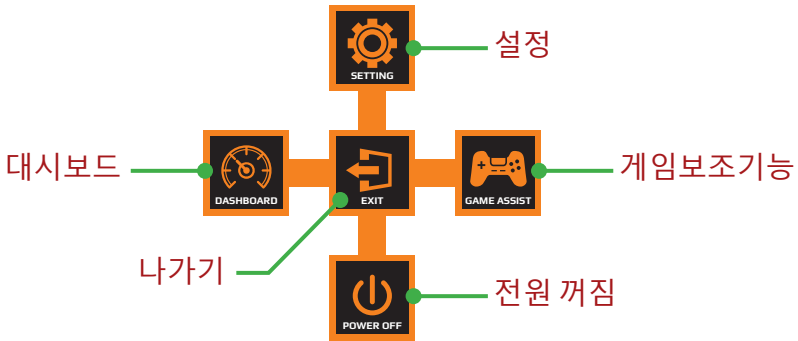 설정
SETTING
대시보드
DASHBOARD
EXIT
GAME ASSIST
게임보조기능
나가기
POWER OFF
전원 꺼짐